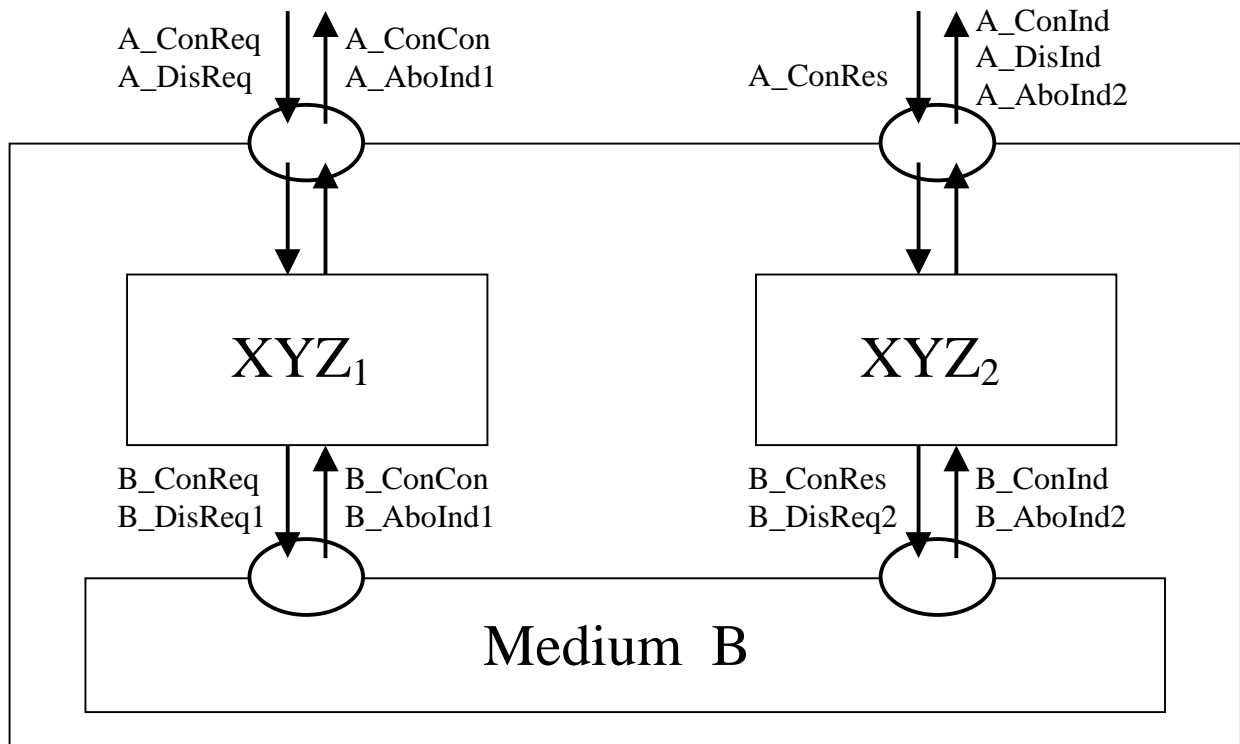 A_ConReq
A_DisReq
A_ConCon
A_AboInd1
A_ConRes
A_ConInd
A_DisInd
A_AboInd2
XYZ₁
XYZ₂
B_ConReq
B_DisReq1
B_ConCon
B_AboInd1
B_ConRes
B_DisReq2
B_ConInd
B_AboInd2
Medium B